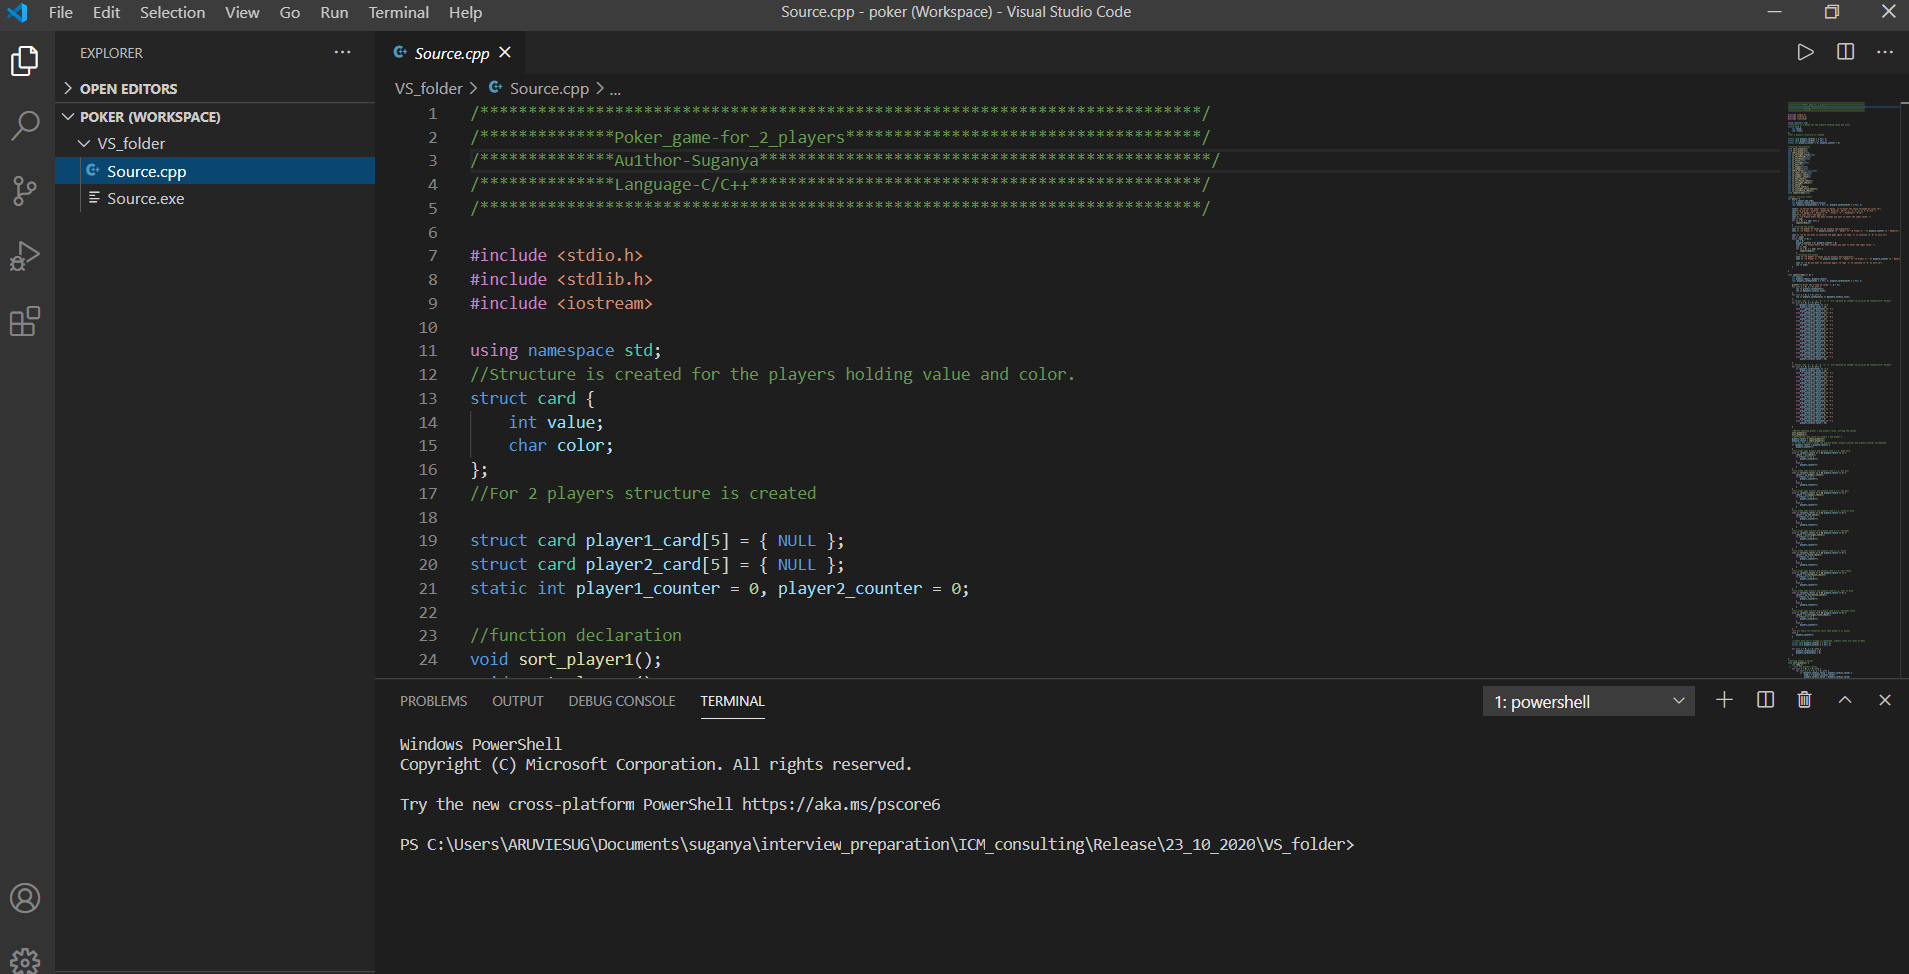 File Edit Selection View Go Run Terminal Help
Source.cpp - poker (Workspace) - Visual Studio Code
EXPLORER
OPEN EDITORS
POKER (WORKSPACE)
VS_folder
Source.cpp
Source.exe
Source.cpp
VS_folder > Source.cpp > ...
1 /***************************************************************************/
2 /**************Poker_game-for_2_players*************************************/
3 /**************Au1thor-Suganya***********************************************/
4 /**************Language-C/C++***********************************************/
5 /***************************************************************************/
6
7 #include <stdio.h>
8 #include <stdlib.h>
9 #include <iostream>
10
11 using namespace std;
12 //Structure is created for the players holding value and color.
13 struct card {
14 int value;
15 char color;
16 };
17 //For 2 players structure is created
18
19 struct card player1_card[5] = { NULL };
20 struct card player2_card[5] = { NULL };
21 static int player1_counter = 0, player2_counter = 0;
22
23 //function declaration
24 void sort_player1();
PROBLEMS OUTPUT DEBUG CONSOLE TERMINAL
1: powershell
Windows PowerShell
Copyright (C) Microsoft Corporation. All rights reserved.
Try the new cross-platform PowerShell https://aka.ms/pscore6
PS C:\Users\ARUVIESUG\Documents\suganya\interview_preparation\ICM_consulting\Release\23_10_2020\VS_folder>